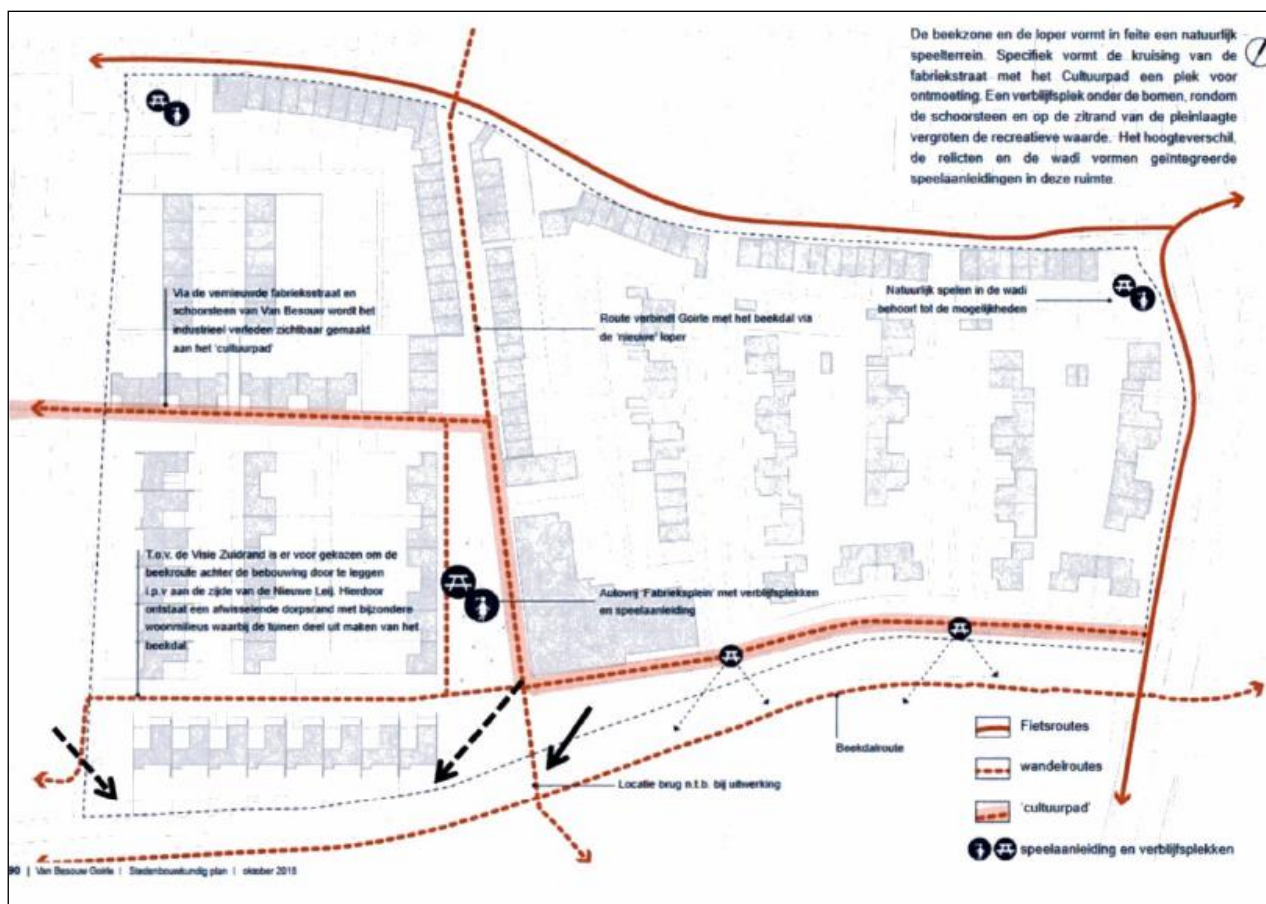 De beekzone en de loper vormt in feite een natuurlijk
speelterrein. Specifiek vormt de kruising van de
fabriekstraat met het Cultuurpad een plek voor
ontmoeting. Een verblijfsplek onder de bomen, rondom
de schoorsteen en op de zitrand van de pleinlaagte
vergroten de recreatieve waarde. Het hoogteverschil,
de relicten en de wadi vormen geïntegreerde
speelaanleidingen in deze ruimte.
Via de vernieuwde fabrieksstraat en
schoorsteen van Van Besouw wordt het
industrieel verleden zichtbaar gemaakt
aan het 'cultuurpad'
Route verbindt Goirle met het beekdal via
de 'nieuwe' loper
Natuurlijk spelen in de wadi
behoort tot de mogelijkheden
T.o.v. de Visie Zuidrand is er voor gekozen om de
beekroute achter de bebouwing door te leggen
i.p.v aan de zijde van de Nieuwe Leij. Hierdoor
ontstaat een afwisselende dorpsrand met bijzondere
woonmilieus waarbij de tuinen deel uit maken van het
beekdal
Autovrij 'Fabrieksplein' met verblijfsplekken
en speelaanleiding
Beekdalroute
Locatie brug n.t.b. bij uitwerking
Fietsroutes
wandelroutes
'cultuurpad'
speelaanleiding en verblijfsplekken
90 | Van Besouw Goirle | Stedenbouwkundig plan | oktober 2018